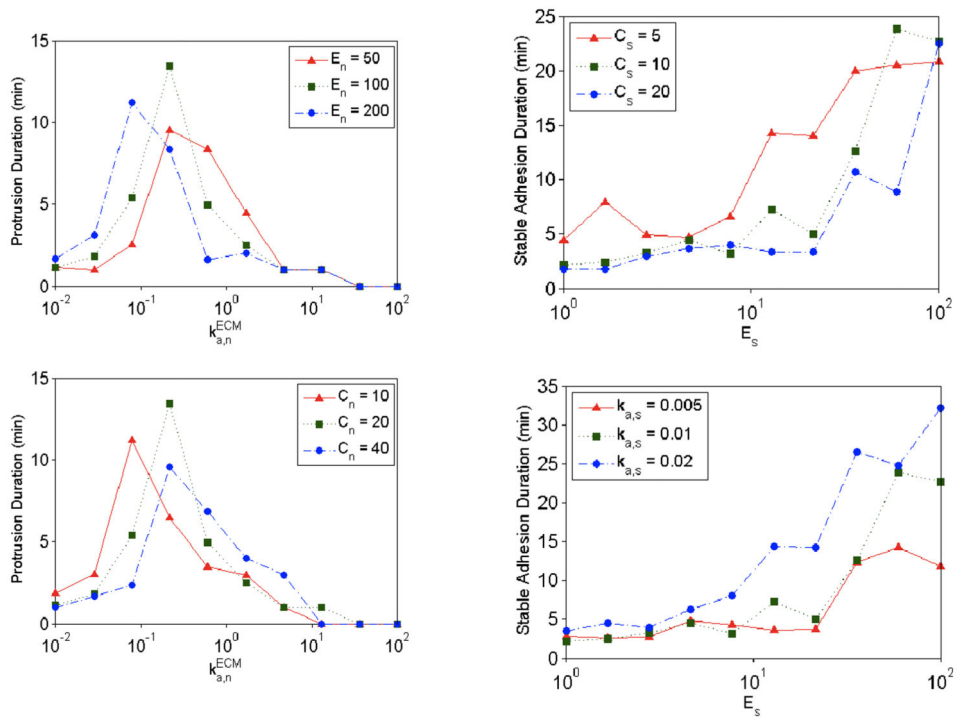 15
10
5
0
Protrusion Duration (min)
E_n = 50
E_n = 100
E_n = 200
10^-2
10^-1
10^0
10^1
10^2
k_a,n^ECM
25
20
15
10
5
0
Stable Adhesion Duration (min)
C_s = 5
C_s = 10
C_s = 20
10^0
10^1
10^2
E_s
15
10
5
0
Protrusion Duration (min)
C_n = 10
C_n = 20
C_n = 40
10^-2
10^-1
10^0
10^1
10^2
k_a,n^ECM
35
30
25
20
15
10
5
0
Stable Adhesion Duration (min)
k_a,s = 0.005
k_a,s = 0.01
k_a,s = 0.02
10^0
10^1
10^2
E_s